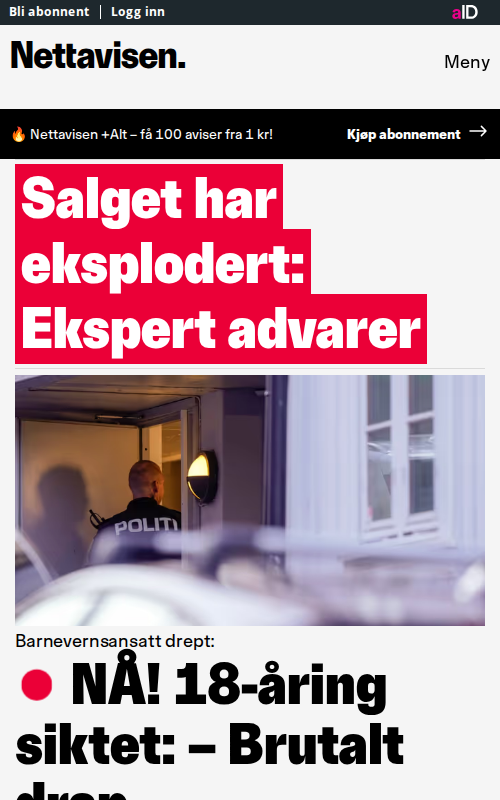 Bli abonnent | Logg inn aID
Nettavisen.
Meny
🔥 Nettavisen +Alt – få 100 aviser fra 1 kr! Kjøp abonnement →
Salget har
eksplodert:
Ekspert advarer
POLITI
Barnevernsansatt drept:
NÅ! 18-åring
siktet: – Brutalt
drap